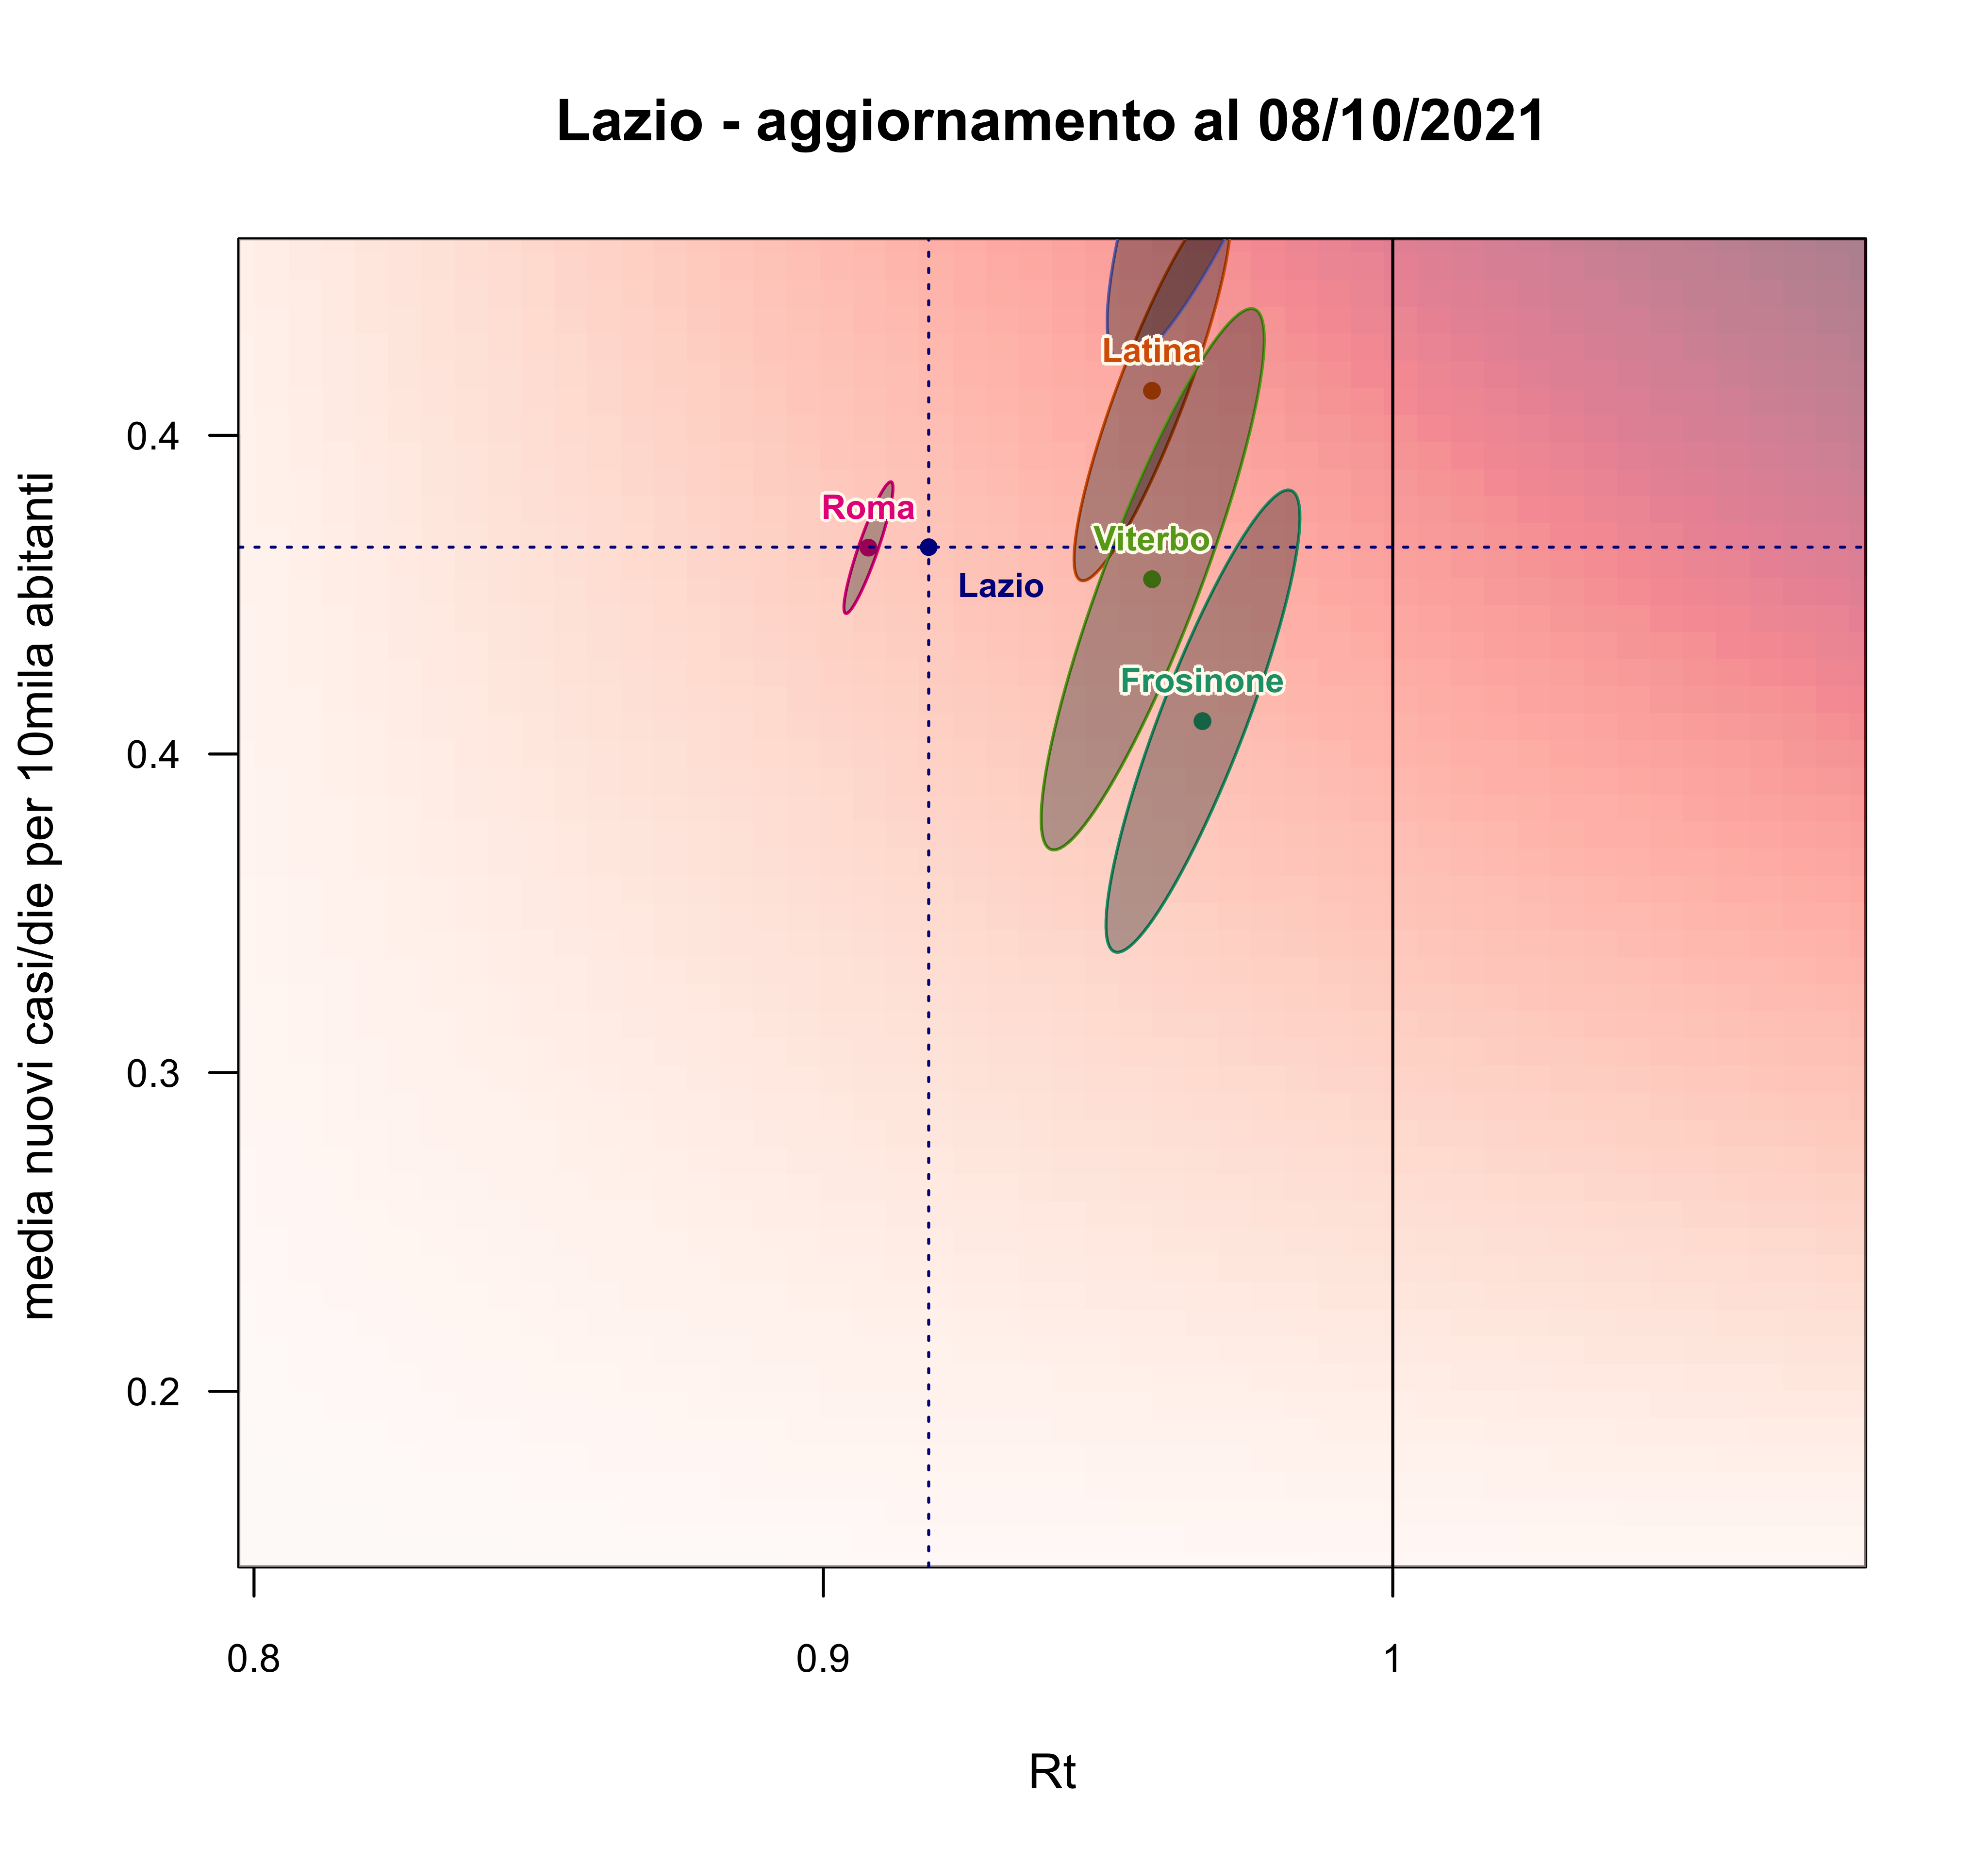 Lazio - aggiornamento al 08/10/2021
media nuovi casi/die per 10mila abitanti
0.4
0.4
0.3
0.2
Latina
Roma
Viterbo
Lazio
Frosinone
0.8
0.9
1
Rt